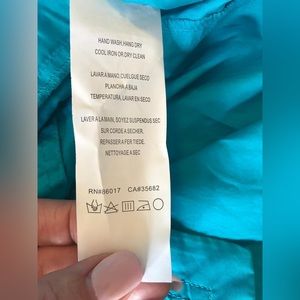 HAND WASH, HANG DRY
COOL IRON OR DRY CLEAN
LAVAR A MANO, CUELGUE SECO
PLANCHA A BAJA
TEMPERATURA, LAVAR EN SECO
LAVER A LA MAIN, SOYEZ SUSPENDUS SEC
SUR CORDE A SECHER.
REPASSER A FER TIEDE.
NETTOYAGE A SEC
RN#86017 CA#35682